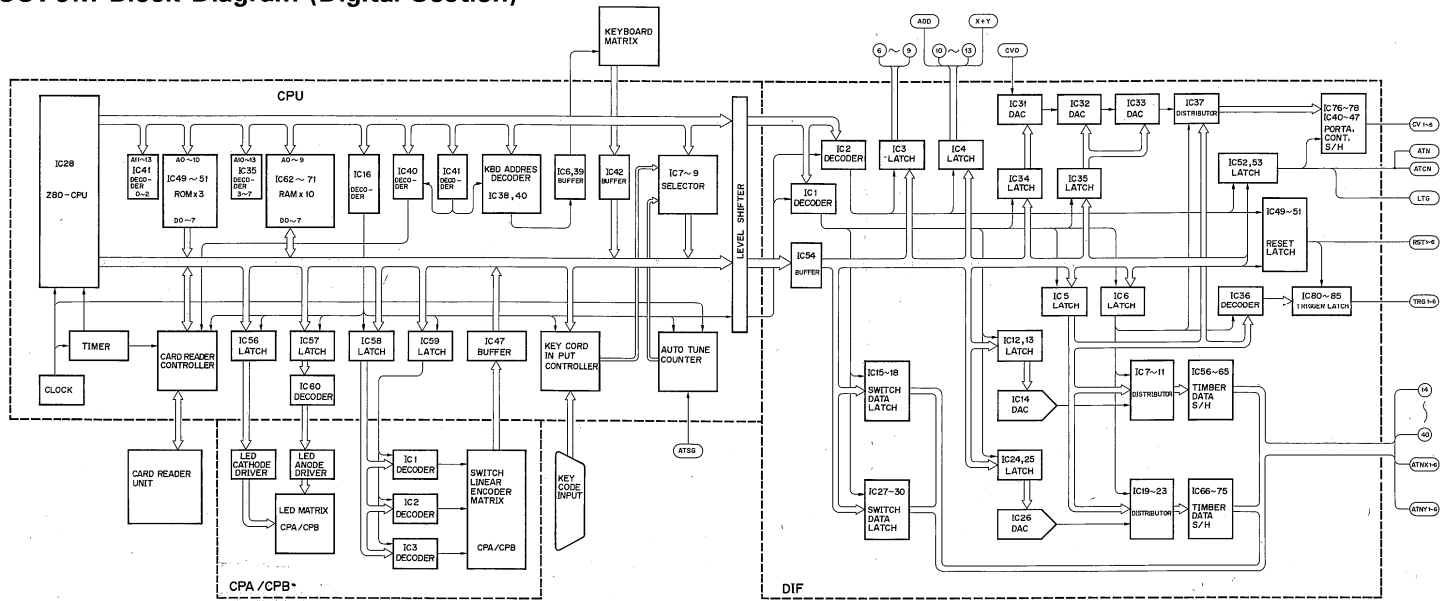 Block Diagram (Digital Section)
KEYBOARD
MATRIX
ADD
X+Y
6
9
10
13
CVD
CPU
IC28
Z80-CPU
A11~13
IC41
DECO-
DER
0~2
A0~10
IC49~51
ROM x 3
D0~7
A10~13
IC35
DECO-
DER
3~7
A0~9
IC62~71
RAM x 10
D0~7
IC16
DECO-
DER
IC40
DECO-
DER
IC41
DECO-
DER
KBD ADDRES
DECODER
IC38, 40
IC6,39
BUFFER
IC42
BUFFER
IC7~9
SELECTOR
LEVEL SHIFTER
IC2
DECODER
IC1
DECODER
IC54
BUFFER
IC3
LATCH
IC4
LATCH
IC31
DAC
IC32
DAC
IC33
DAC
IC37
DISTRIBUTOR
IC76~78
IC40~47
PORTA.
CONT.
S/H
IC34
LATCH
IC35
LATCH
IC52,53
LATCH
IC49~51
RESET
LATCH
IC5
LATCH
IC6
LATCH
IC36
DECODER
IC80~85
TRIGGER LATCH
CV 1~6
ATN
ATCN
LTG
RST1~6
TRG 1~6
TIMER
CLOCK
CARD READER
CONTROLLER
IC56
LATCH
IC57
LATCH
IC60
DECODER
IC58
LATCH
IC59
LATCH
IC47
BUFFER
KEY CORD
IN PUT
CONTROLLER
AUTO TUNE
COUNTER
IC12,13
LATCH
IC14
DAC
IC15~18
SWITCH
DATA
LATCH
IC7~11
DISTRIBUTOR
IC56~65
TIMBER
DATA
S/H
14
40
ATNX1~6
ATNY1~6
CARD READER
UNIT
LED
CATHODE
DRIVER
LED
ANODE
DRIVER
LED MATRIX
CPA/CPB
IC1
DECODER
IC2
DECODER
IC3
DECODER
SWITCH
LINEAR
ENCODER
MATRIX
CPA/CPB
KEY
CODE
INPUT
ATSG
IC24,25
LATCH
IC26
DAC
IC27~30
SWITCH
DATA
LATCH
IC19~23
DISTRIBUTOR
IC66~75
TIMBER
DATA
S/H
CPA /CPB
DIF